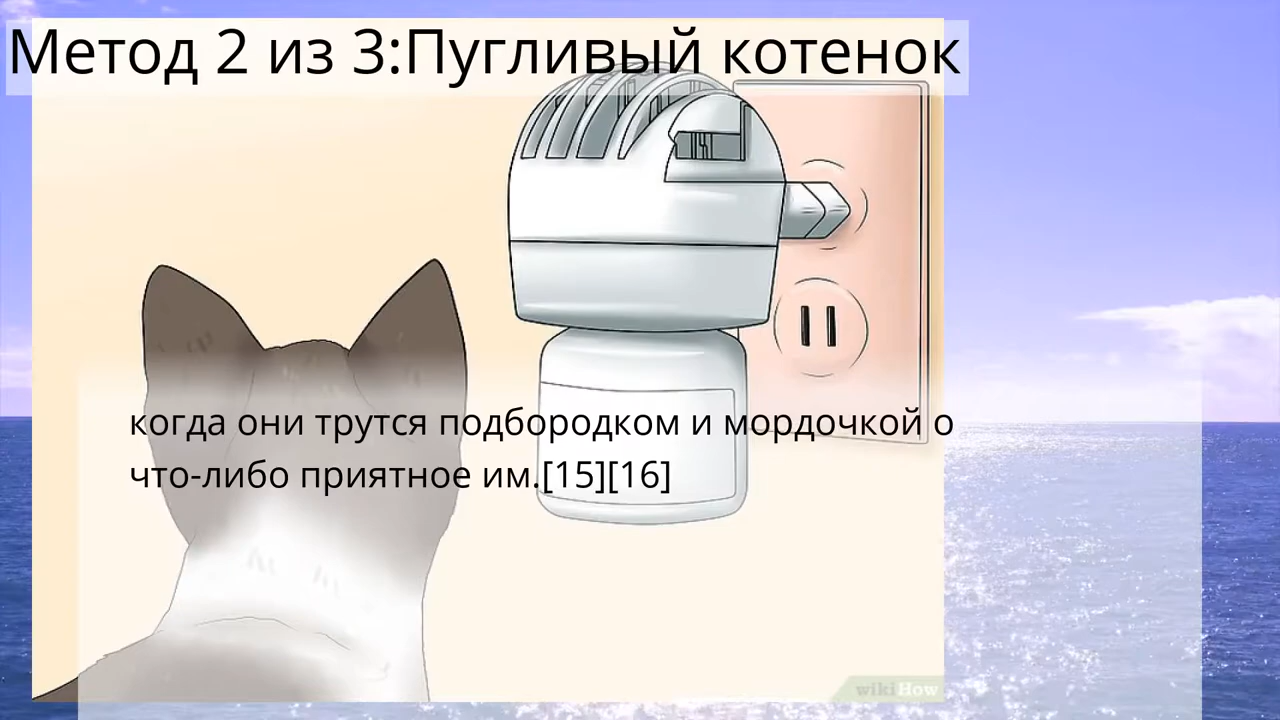 Метод 2 из 3:Пугливый котенок
когда они трутся подбородком и мордочкой о
что-либо приятное им.[15][16]
wikiHow